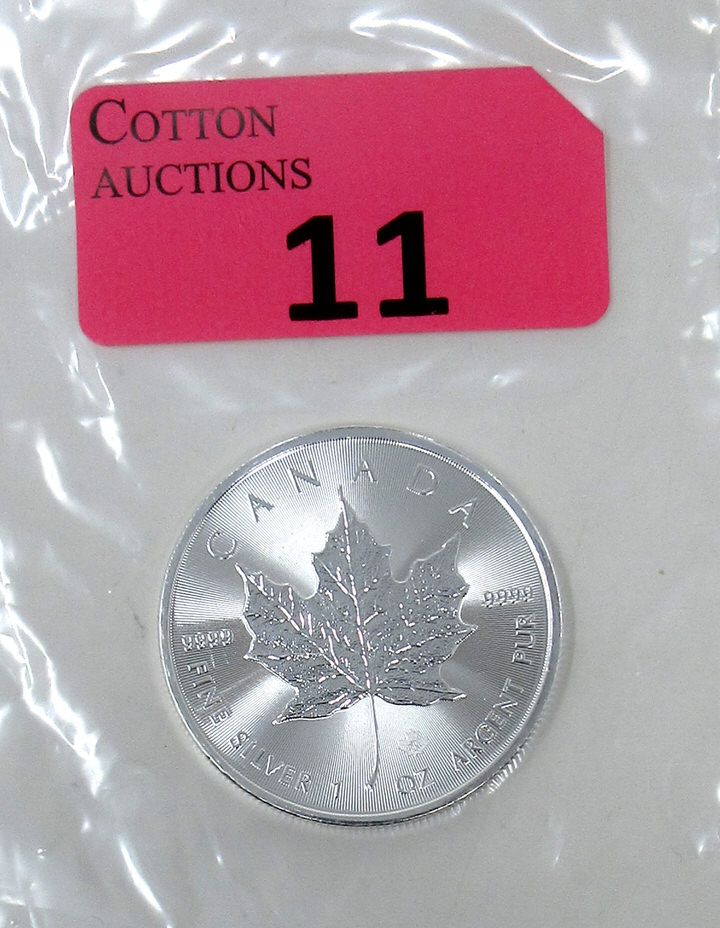 COTTON
AUCTIONS
11
CANADA
9999
9999
FINE SILVER 1 OZ ARGENT PUR